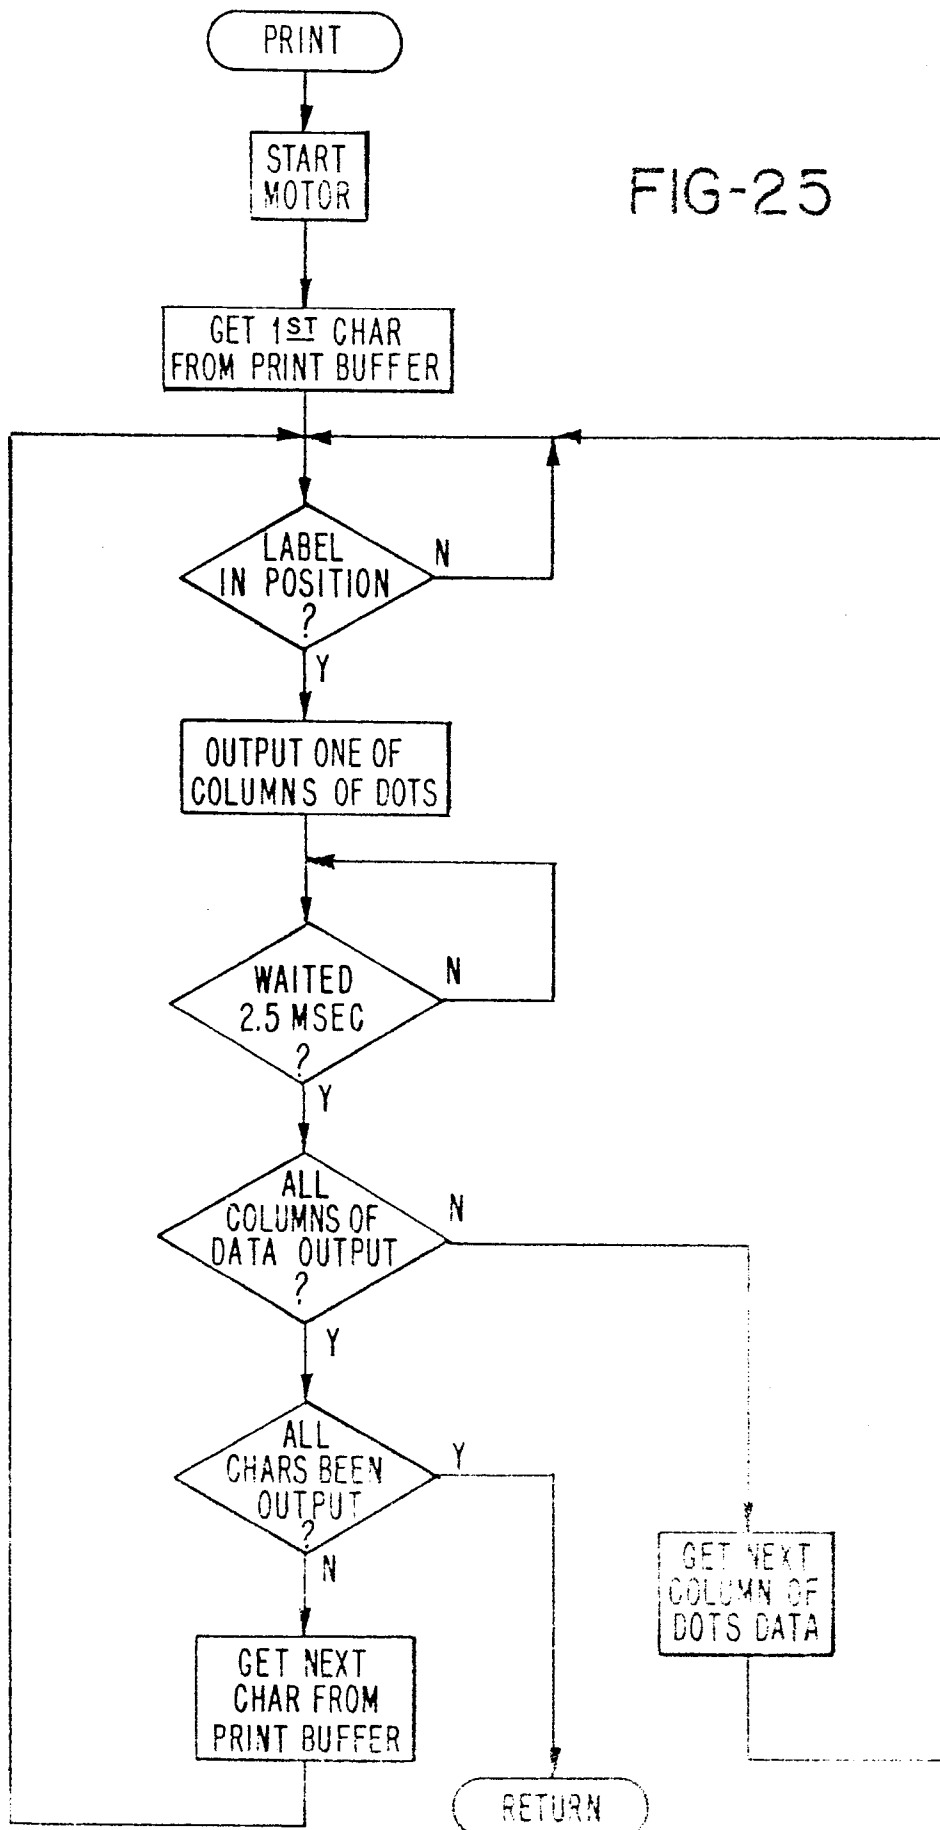 PRINT
START
MOTOR
FIG-25
GET 1ST CHAR
FROM PRINT BUFFER
LABEL
IN POSITION
?
N
Y
OUTPUT ONE OF
COLUMNS OF DOTS
WAITED
2.5 MSEC
?
N
Y
ALL
COLUMNS OF
DATA OUTPUT
?
N
Y
ALL
CHARS BEEN
OUTPUT
?
Y
N
GET NEXT
COLUMN OF
DOTS DATA
GET NEXT
CHAR FROM
PRINT BUFFER
RETURN